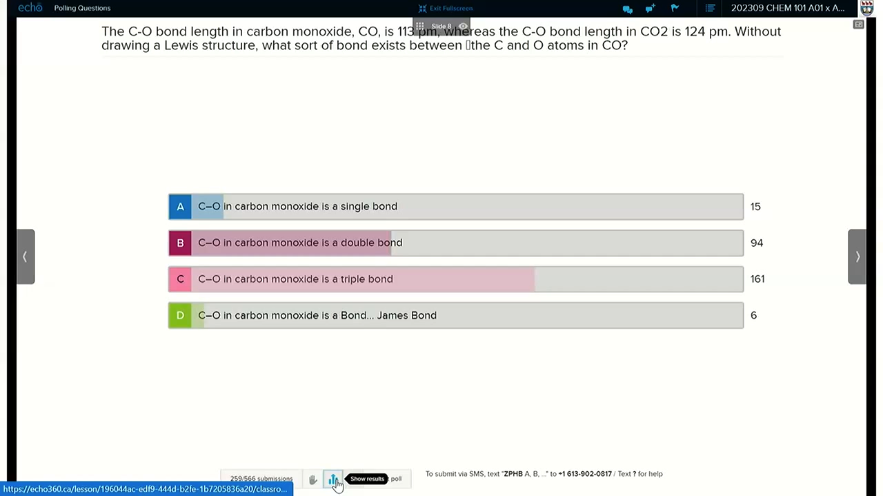 echo Polling Questions Exit Fullscreen 202309 CHEM 101 A01 x A...
Slide 8
The C-O bond length in carbon monoxide, CO, is 113 pm, whereas the C-O bond length in CO2 is 124 pm. Without
drawing a Lewis structure, what sort of bond exists between the C and O atoms in CO?
A C–O in carbon monoxide is a single bond 15
B C–O in carbon monoxide is a double bond 94
C C–O in carbon monoxide is a triple bond 161
D C–O in carbon monoxide is a Bond... James Bond 6
259/566 submissions Show results poll To submit via SMS, text "ZPHB A, B, ..." to +1 613-902-0817 / Text ? for help
https://echo360.ca/lesson/196044ac-edf9-444d-b2fe-1b7205836a20/classro...